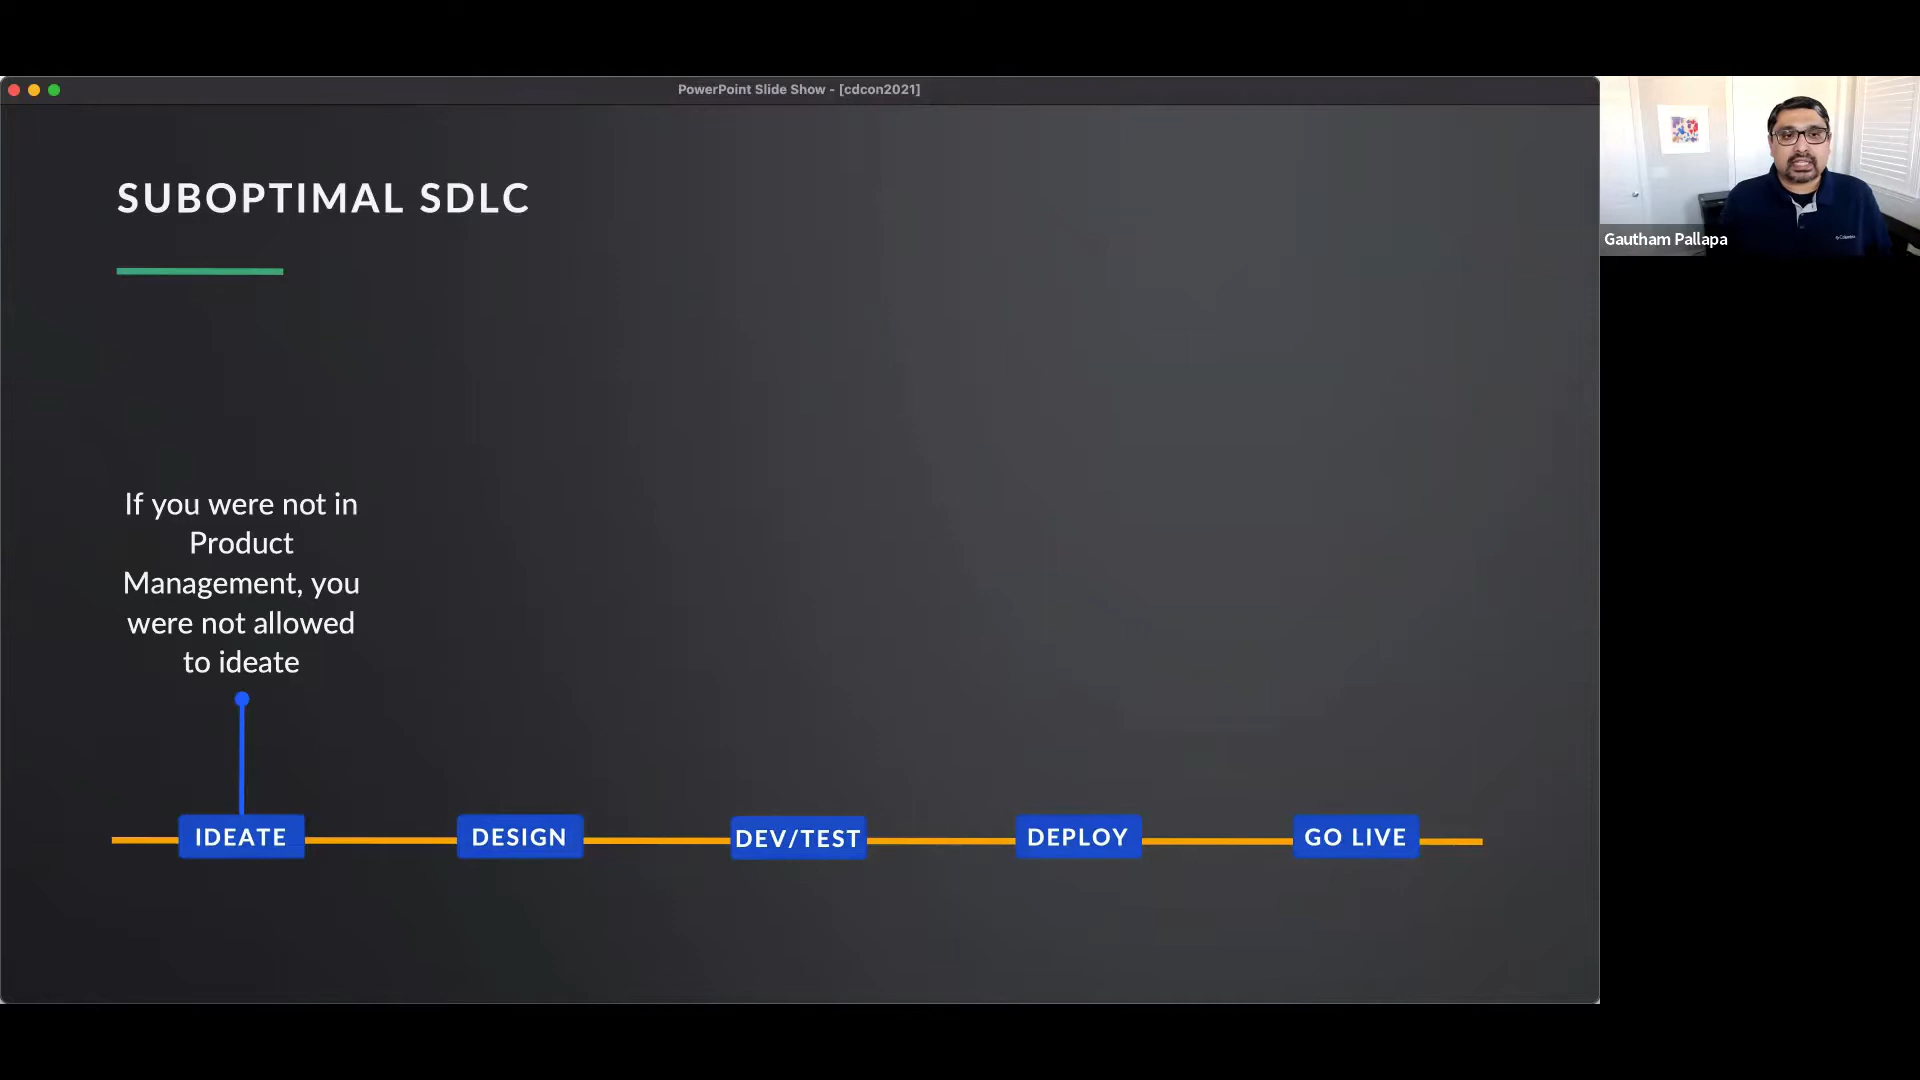 PowerPoint Slide Show - [cdcon2021]
SUBOPTIMAL SDLC
Gautham Pallapa
If you were not in
Product
Management, you
were not allowed
to ideate
IDEATE
DESIGN
DEV/TEST
DEPLOY
GO LIVE